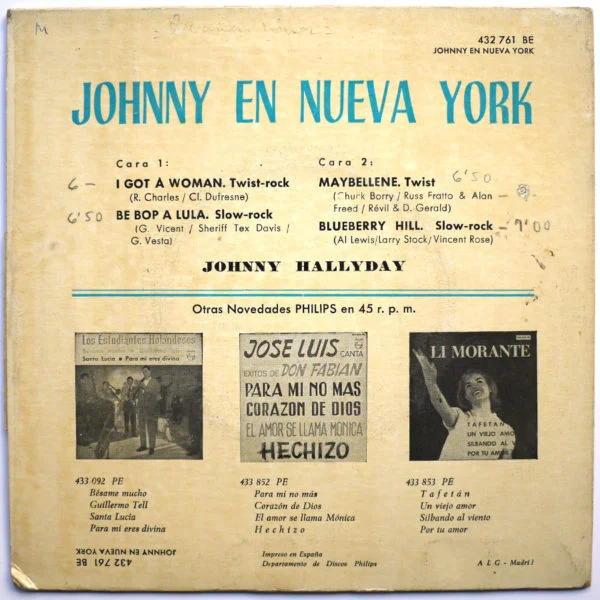 M
432 761 BE
JOHNNY EN NUEVA YORK
JOHNNY EN NUEVA YORK
Cara 1:
6 –
I GOT A WOMAN. Twist-rock
(R. Charles / Cl. Dufresne)
6'50
BE BOP A LULA. Slow-rock
(G. Vicent / Sheriff Tex Davis /
G. Vesta)
Cara 2:
6'50
MAYBELLENE. Twist
(Chuck Borry / Russ Fratto & Alan
Freed / Révil & D. Gerald)
BLUEBERRY HILL. Slow-rock – 7'00
(Al Lewis/Larry Stock/Vincent Rose)
JOHNNY HALLYDAY
Otras Novedades PHILIPS en 45 r. p. m.
Los Estudiantes Holandeses
Santa Lucia • Para mi eres divina
JOSE LUIS CANTA
EXITOS DE DON FABIAN
PARA MI NO MAS
CORAZON DE DIOS
EL AMOR SE LLAMA MONICA
HECHIZO
LI MORANTE
TAFETAN
UN VIEJO AMO
SILBANDO AL V
POR TU AMOR
433 092 PE
Bésame mucho
Guillermo Tell
Santa Lucía
Para mí eres divina
433 852 PE
Para mí no más
Corazón de Dios
El amor se llama Mónica
Hechizo
433 853 PE
Tafetán
Un viejo amor
Silbando al viento
Por tu amor
432 761 BE
JOHNNY EN NUEVA YORK
Impreso en España
Departamento de Discos Philips
A L G - Madrid